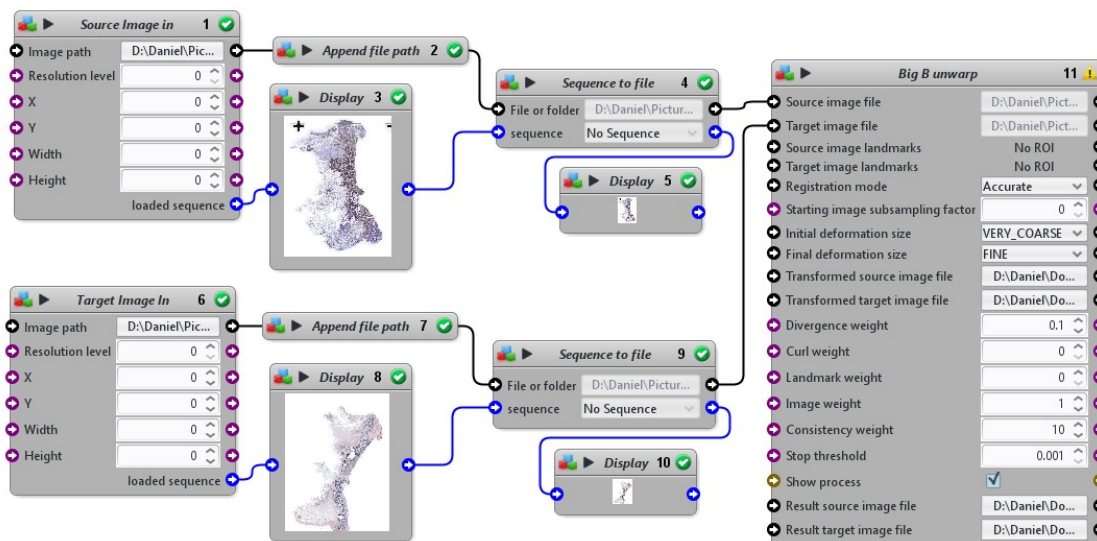 Source Image in 1
Image path D:\Daniel\Pic...
Resolution level 0
X 0
Y 0
Width 0
Height 0
loaded sequence
Append file path 2
Display 3
+ -
Sequence to file 4
File or folder D:\Daniel\Pictur...
sequence No Sequence
Display 5
Target Image In 6
Image path D:\Daniel\Pic...
Resolution level 0
X 0
Y 0
Width 0
Height 0
loaded sequence
Append file path 7
Display 8
Sequence to file 9
File or folder D:\Daniel\Pictur...
sequence No Sequence
Display 10
Big B unwarp 11
Source image file D:\Daniel\Pict...
Target image file D:\Daniel\Pict...
Source image landmarks No ROI
Target image landmarks No ROI
Registration mode Accurate
Starting image subsampling factor 0
Initial deformation size VERY_COARSE
Final deformation size FINE
Transformed source image file D:\Daniel\Do...
Transformed target image file D:\Daniel\Do...
Divergence weight 0.1
Curl weight 0
Landmark weight 0
Image weight 1
Consistency weight 10
Stop threshold 0.001
Show process
Result source image file D:\Daniel\Do...
Result target image file D:\Daniel\Do...